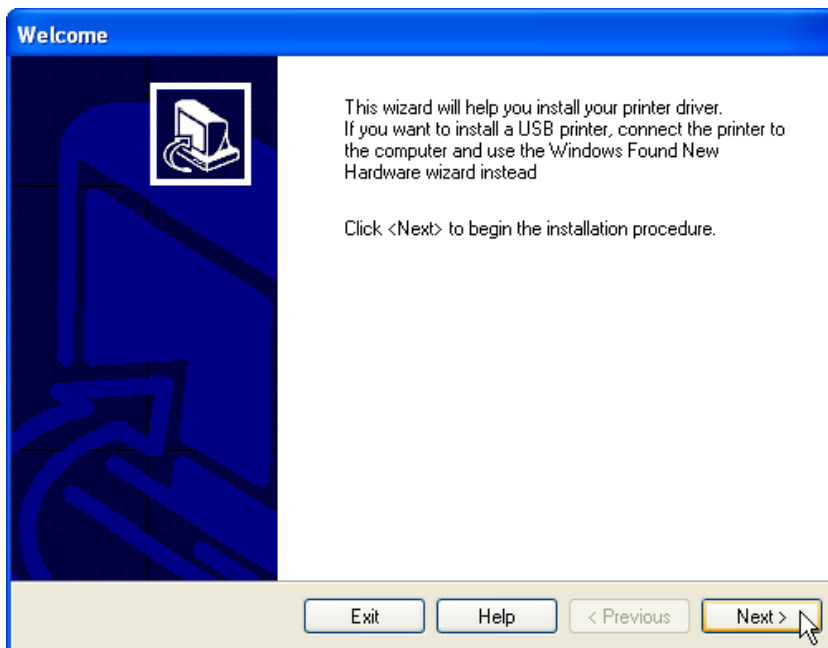 Welcome
This wizard will help you install your printer driver.
If you want to install a USB printer, connect the printer to
the computer and use the Windows Found New
Hardware wizard instead
Click <Next> to begin the installation procedure.
Exit Help < Previous Next >